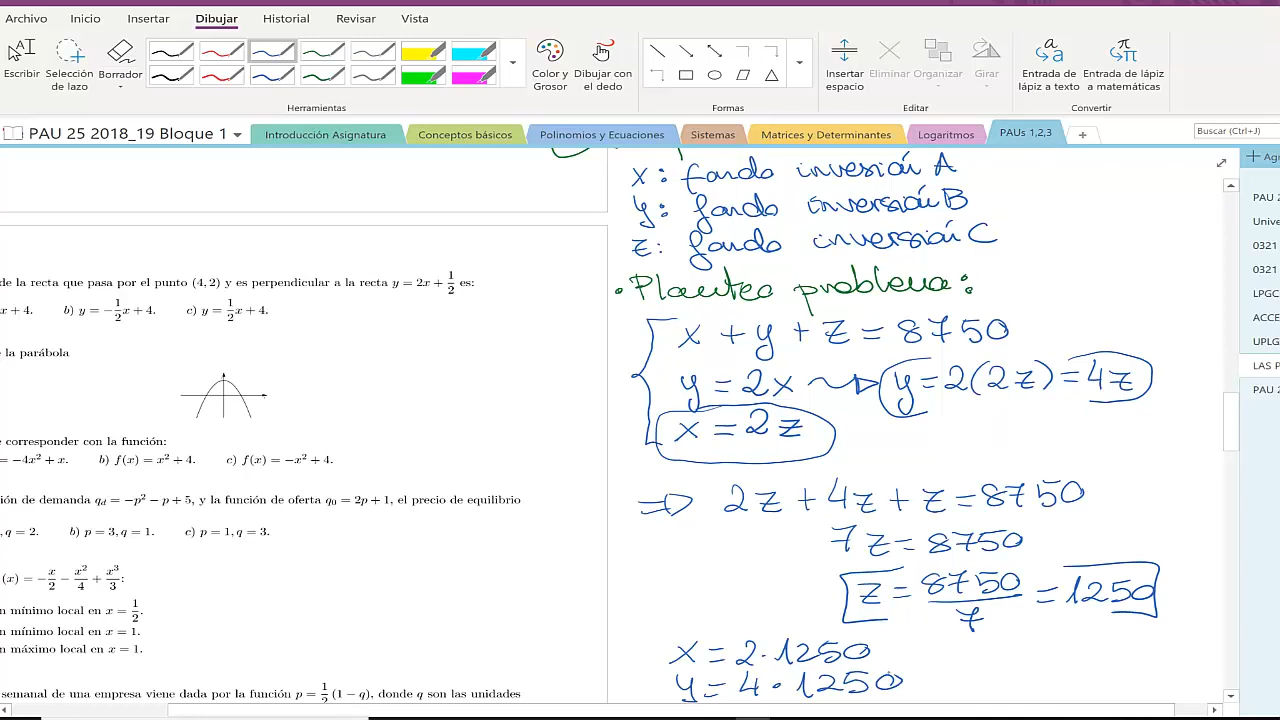 Archivo Inicio Insertar Dibujar Historial Revisar Vista
Escribir Selección de lazo Borrador Color y Grosor Dibujar con el dedo Insertar espacio Eliminar Organizar Girar Entrada de lápiz a texto Entrada de lápiz a matemáticas
Herramientas Formas Editar Convertir
PAU 25 2018_19 Bloque 1 Introducción Asignatura Conceptos básicos Polinomios y Ecuaciones Sistemas Matrices y Determinantes Logaritmos PAUs 1,2,3 Buscar (Ctrl+J)
de la recta que pasa por el punto (4, 2) y es perpendicular a la recta y = 2x + 1/2 es:
x + 4. b) y = −1/2x + 4. c) y = 1/2x + 4.
la parábola
corresponder con la función:
= −4x² + x. b) f(x) = x² + 4. c) f(x) = −x² + 4.
ción de demanda qd = −p² − p + 5, y la función de oferta q0 = 2p + 1, el precio de equilibrio
, q = 2. b) p = 3, q = 1. c) p = 1, q = 3.
(x) = −x/2 − x²/4 + x³/3:
n mínimo local en x = 1/2.
n mínimo local en x = 1.
n máximo local en x = 1.
semanal de una empresa viene dada por la función p = 1/2 (1 − q), donde q son las unidades
x: fondo inversión A
y: fondo inversión B
z: fondo inversión C
• Planteo problema:
x + y + z = 8750
y = 2x y = 2(2z) = 4z
x = 2z
⇒ 2z + 4z + z = 8750
7z = 8750
z = 8750/7 = 1250
x = 2·1250
y = 4·1250
Agr
PAU 2
Unive
0321
0321
LPGC
ACCE
UPLG
LAS P
PAU 2